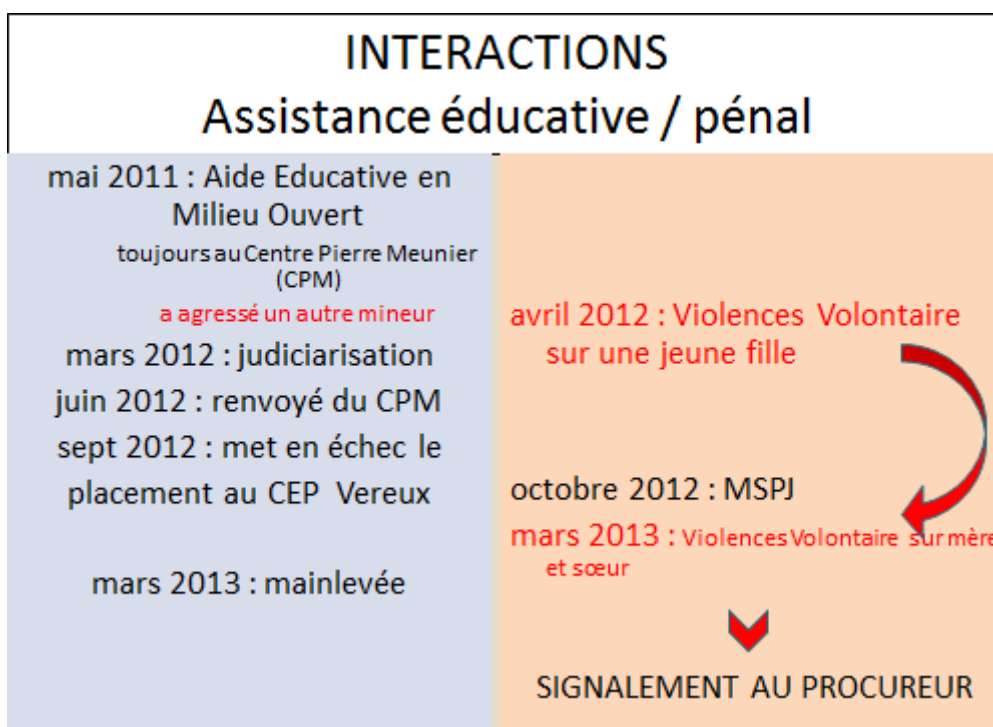 INTERACTIONS
Assistance éducative / pénal
mai 2011 : Aide Educative en
Milieu Ouvert
toujours au Centre Pierre Meunier
(CPM)
a agressé un autre mineur
mars 2012 : judiciarisation
juin 2012 : renvoyé du CPM
sept 2012 : met en échec le
placement au CEP Vereux
mars 2013 : mainlevée
avril 2012 : Violences Volontaire
sur une jeune fille
octobre 2012 : MSPJ
mars 2013 : Violences Volontaire sur mère
et sœur
SIGNALEMENT AU PROCUREUR